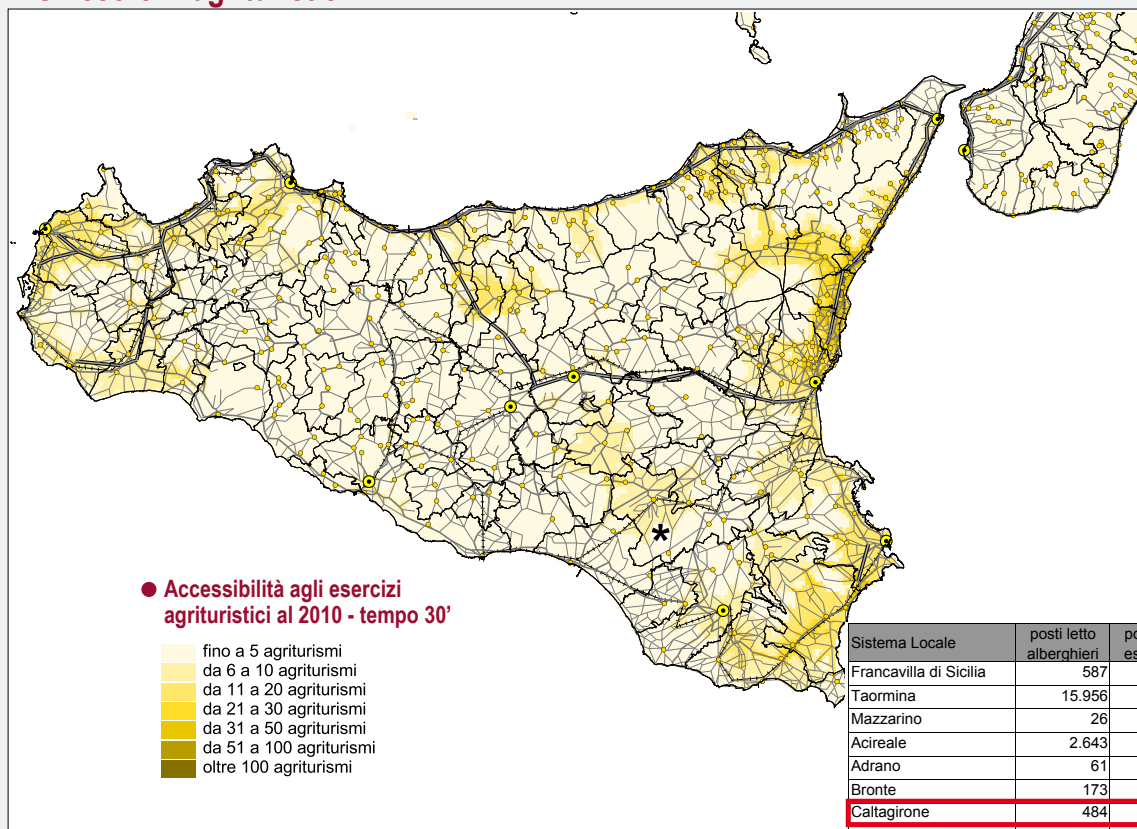 ● Accessibilità agli esercizi
agrituristici al 2010 - tempo 30'
fino a 5 agriturismi
da 6 a 10 agriturismi
da 11 a 20 agriturismi
da 21 a 30 agriturismi
da 31 a 50 agriturismi
da 51 a 100 agriturismi
oltre 100 agriturismi
*
Sistema Locale posti letto alberghieri
Francavilla di Sicilia 587
Taormina 15.956
Mazzarino 26
Acireale 2.643
Adrano 61
Bronte 173
Caltagirone 484